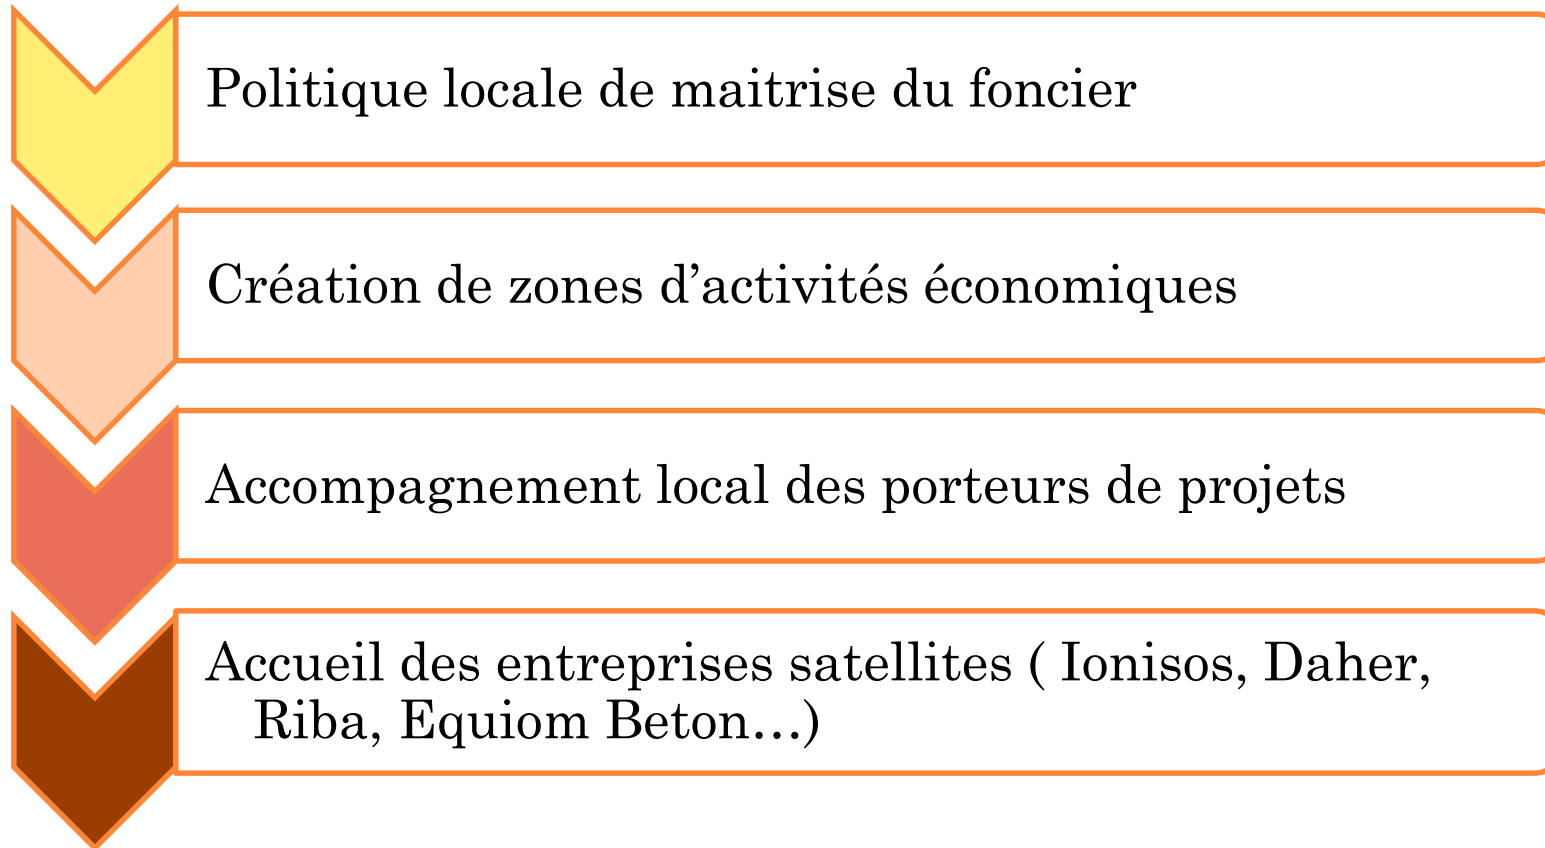 Politique locale de maitrise du foncier
Création de zones d’activités économiques
Accompagnement local des porteurs de projets
Accueil des entreprises satellites ( Ionisos, Daher,
Riba, Equiom Beton…)